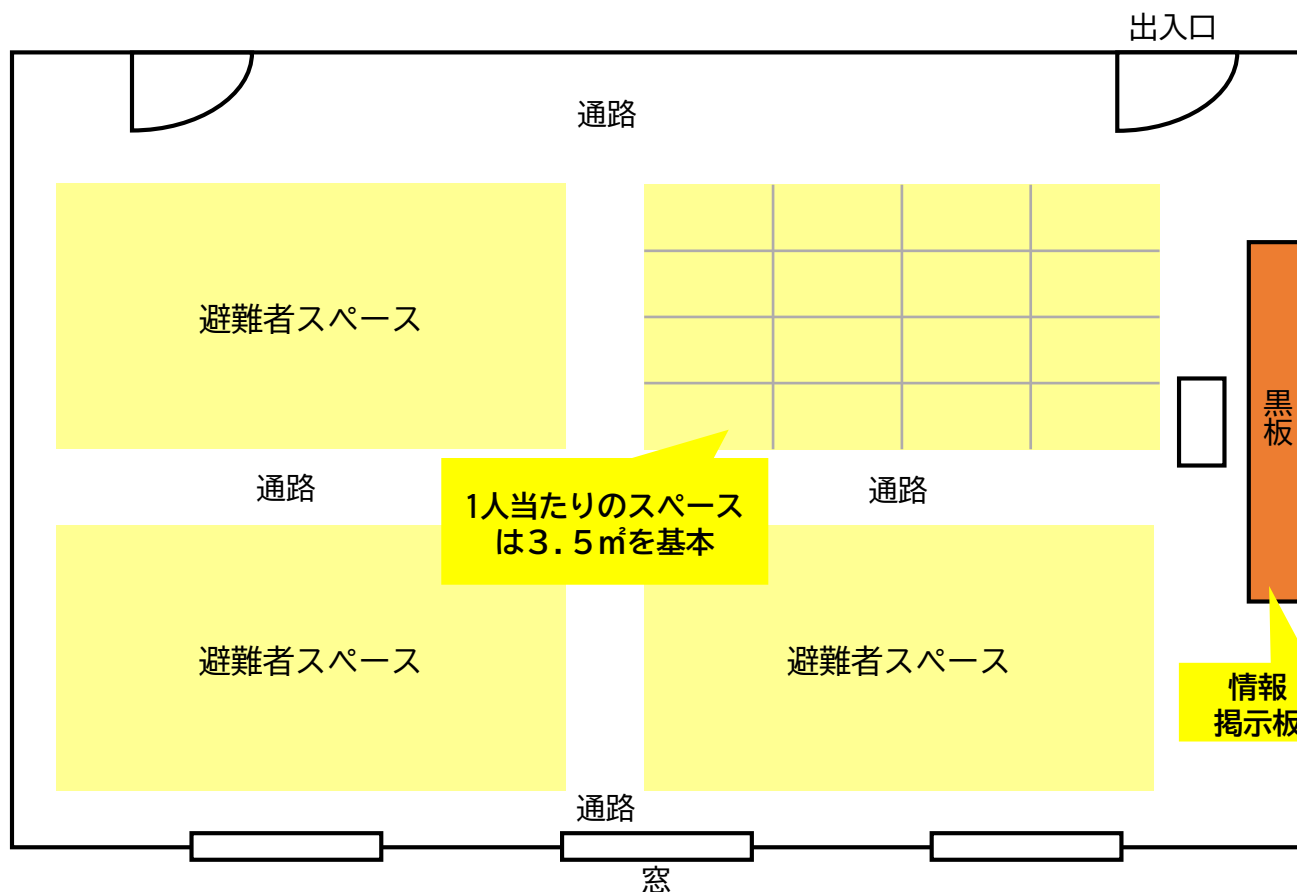 出入口
通路
避難者スペース
黒板
通路
1人当たりのスペース
は３．５㎡を基本
通路
避難者スペース
避難者スペース
情報
掲示板
通路
窓